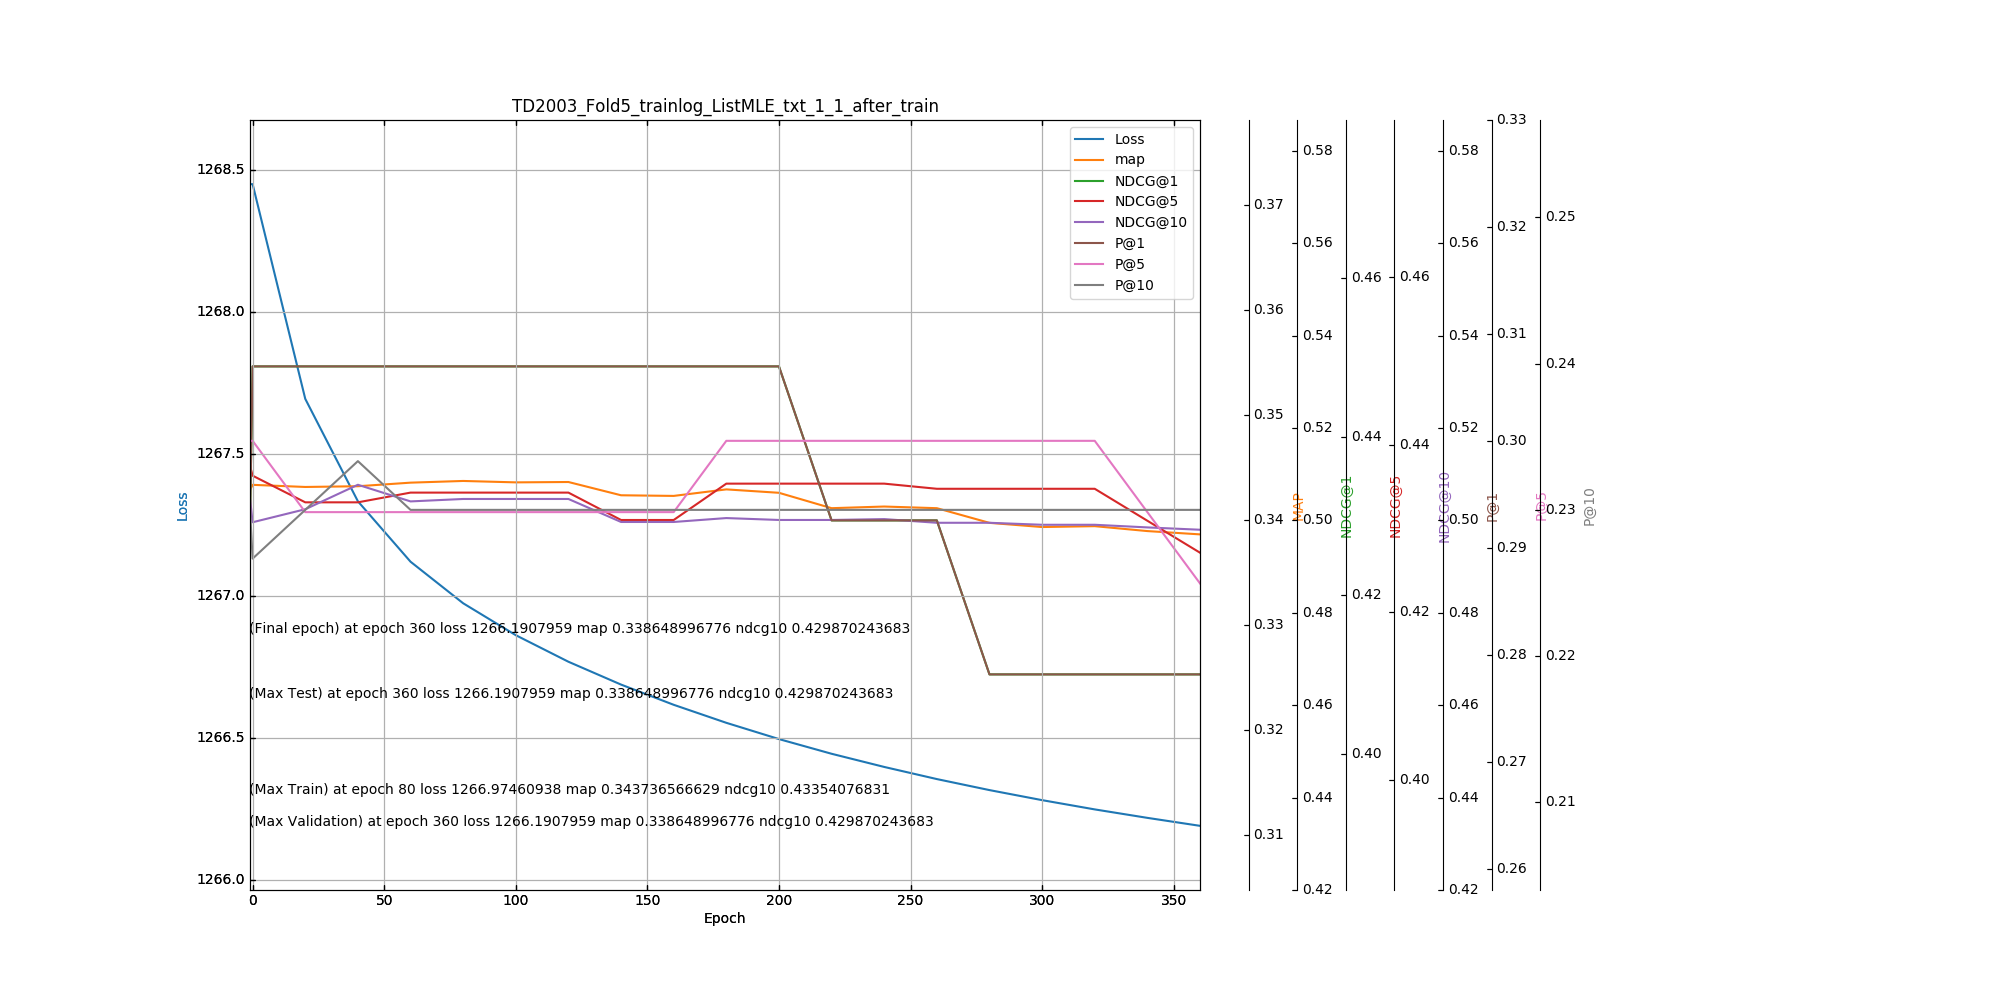 TD2003_Fold5_trainlog_ListMLE_txt_1_1_after_train
Loss
1268.5
1268.0
1267.5
1267.0
1266.5
1266.0
Loss
map
NDCG@1
NDCG@5
NDCG@10
P@1
P@5
P@10
(Final epoch) at epoch 360 loss 1266.1907959 map 0.338648996776 ndcg10 0.429870243683
(Max Test) at epoch 360 loss 1266.1907959 map 0.338648996776 ndcg10 0.429870243683
(Max Train) at epoch 80 loss 1266.97460938 map 0.343736566629 ndcg10 0.43354076831
(Max Validation) at epoch 360 loss 1266.1907959 map 0.338648996776 ndcg10 0.429870243683
0 50 100 150 200 250 300 350
Epoch
0.37
0.36
0.35
0.34
0.33
0.32
0.31
MAP
0.58
0.56
0.54
0.52
0.50
0.48
0.46
0.44
0.42
NDCG@1
0.46
0.44
0.42
0.40
NDCG@5
0.46
0.44
0.42
0.40
NDCG@10
0.58
0.56
0.54
0.52
0.50
0.48
0.46
0.44
0.42
P@1
0.33
0.32
0.31
0.30
0.29
0.28
0.27
0.26
P@5
0.25
0.24
0.23
0.22
0.21
P@10